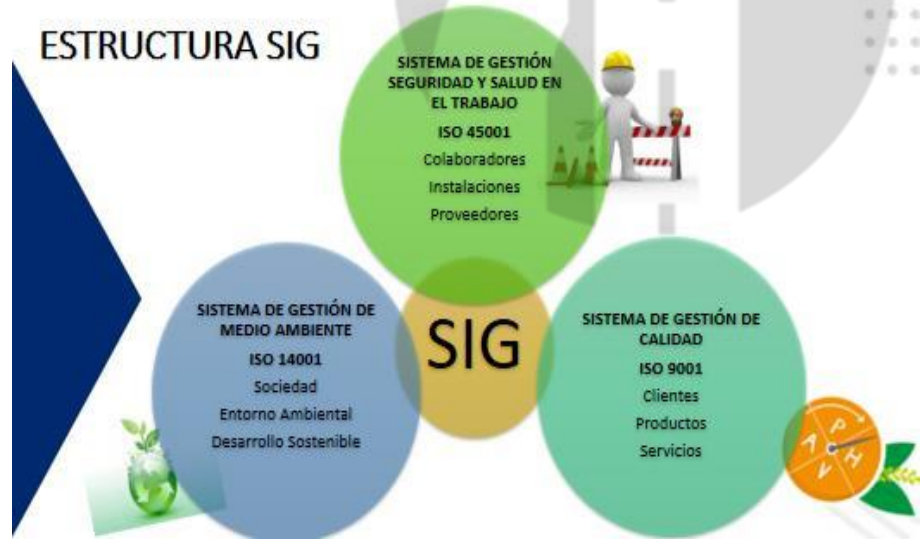 ESTRUCTURA SIG
SISTEMA DE GESTIÓN
SEGURIDAD Y SALUD EN
EL TRABAJO
ISO 45001
Colaboradores
Instalaciones
Proveedores
SISTEMA DE GESTIÓN DE
MEDIO AMBIENTE
ISO 14001
Sociedad
Entorno Ambiental
Desarrollo Sostenible
SIG
SISTEMA DE GESTIÓN DE
CALIDAD
ISO 9001
Clientes
Productos
Servicios
P
H
V
A